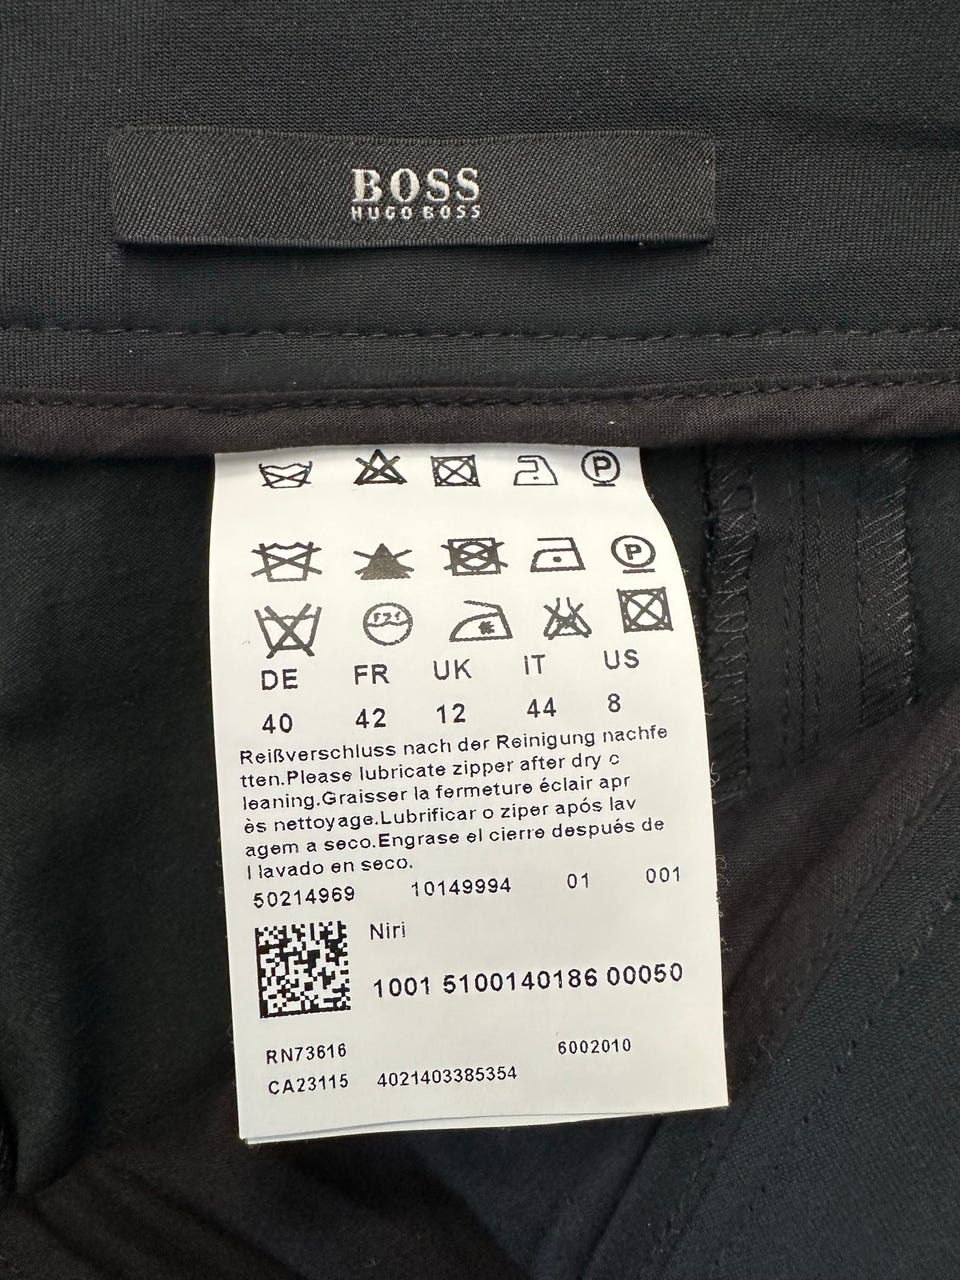 BOSS
HUGO BOSS
P
P
ドライ
DE FR UK IT US
40 42 12 44 8
Reißverschluss nach der Reinigung nachfe
tten.Please lubricate zipper after dry c
leaning.Graisser la fermeture éclair apr
ès nettoyage.Lubrificar o ziper após lav
agem a seco.Engrase el cierre después de
l lavado en seco.
50214969 10149994 01 001
Niri
1001 5100140186 00050
RN73616 6002010
CA23115 4021403385354